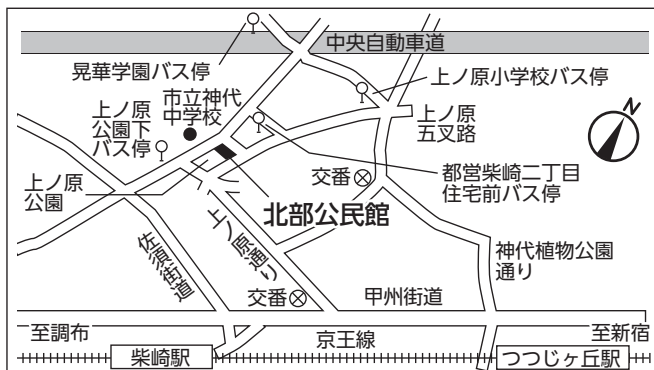 中央自動車道
晃華学園バス停
上ノ原小学校バス停
市立神代
中学校
上ノ原
公園下
バス停
上ノ原
五叉路
上ノ原
公園
交番
都営柴崎二丁目
住宅前バス停
北部公民館
佐須街道
上ノ原通り
神代植物公園
通り
交番
甲州街道
至調布
京王線
至新宿
柴崎駅
つつじヶ丘駅
N